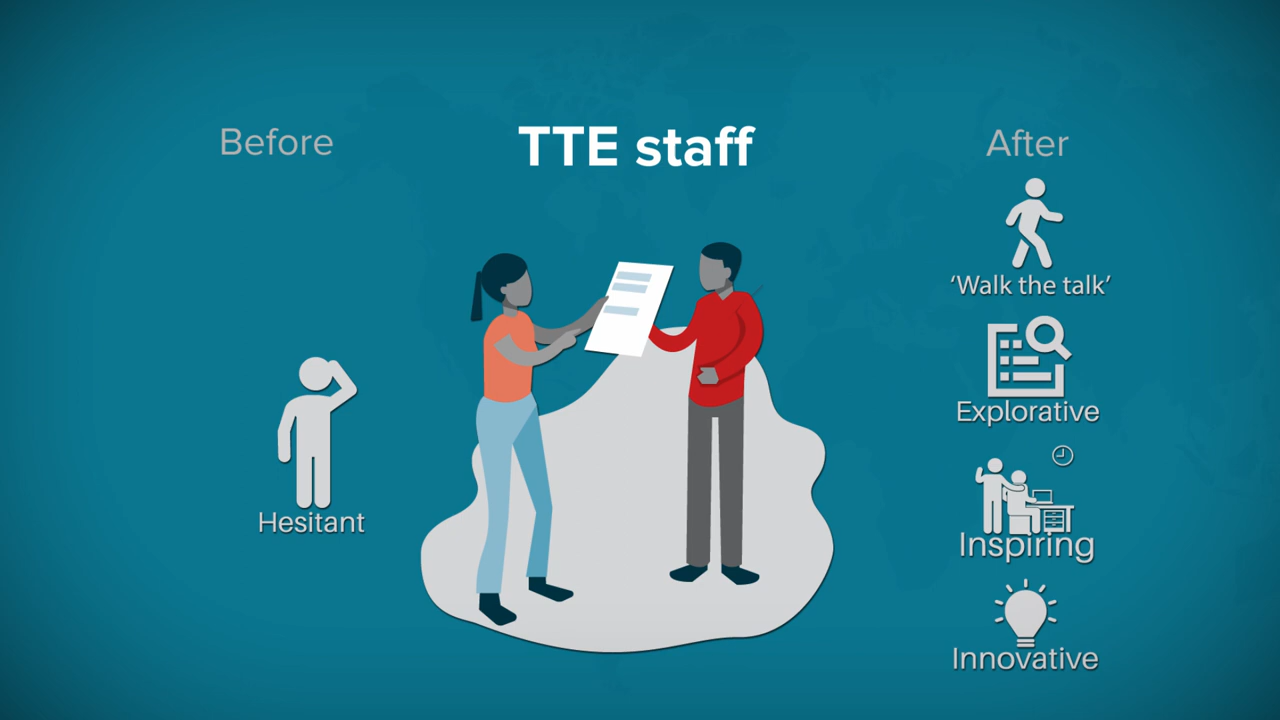 Before
TTE staff
After
Hesitant
‘Walk the talk’
Explorative
Inspiring
Innovative